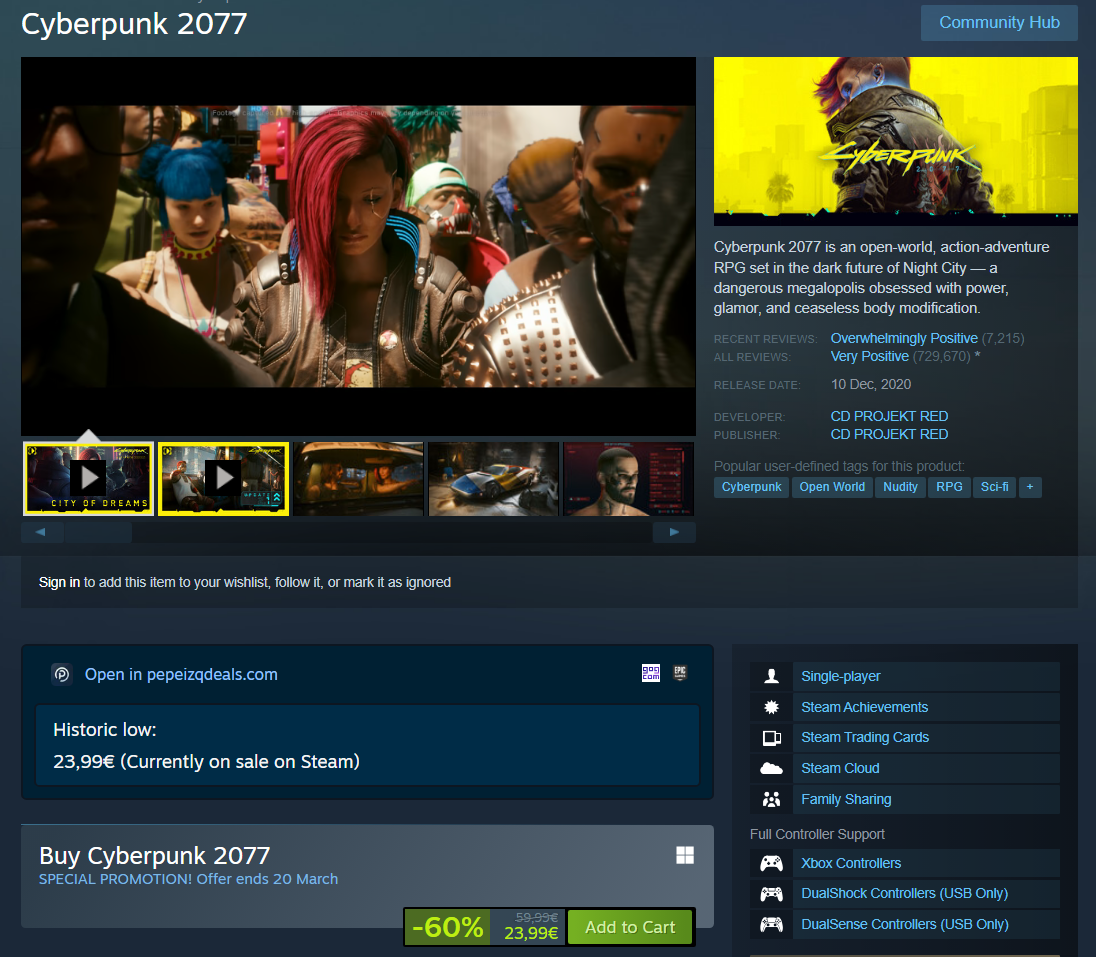 Cyberpunk 2077
Community Hub
CYBERPUNK
2077
Cyberpunk 2077 is an open-world, action-adventure
RPG set in the dark future of Night City — a
dangerous megalopolis obsessed with power,
glamor, and ceaseless body modification.
RECENT REVIEWS: Overwhelmingly Positive (7,215)
ALL REVIEWS: Very Positive (729,670) *
RELEASE DATE: 10 Dec, 2020
DEVELOPER: CD PROJEKT RED
PUBLISHER: CD PROJEKT RED
Popular user-defined tags for this product:
Cyberpunk Open World Nudity RPG Sci-fi +
CITY OF DREAMS
Sign in to add this item to your wishlist, follow it, or mark it as ignored
Open in pepeizqdeals.com
GOG COM
EPIC GAMES
Historic low:
23,99€ (Currently on sale on Steam)
Buy Cyberpunk 2077
SPECIAL PROMOTION! Offer ends 20 March
-60% 59,99€ 23,99€ Add to Cart
Single-player
Steam Achievements
Steam Trading Cards
Steam Cloud
Family Sharing
Full Controller Support
Xbox Controllers
DualShock Controllers (USB Only)
DualSense Controllers (USB Only)